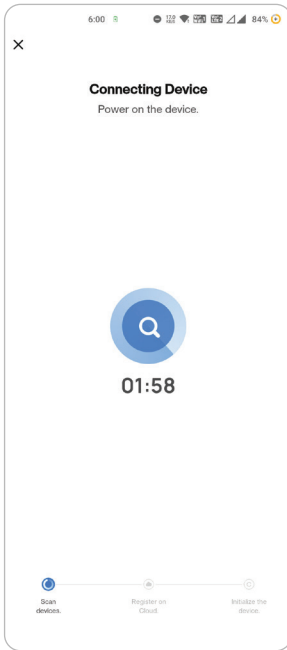 6:00
84%
Connecting Device
Power on the device.
01:58
Scan devices.
Register on Cloud.
Initialize the device.